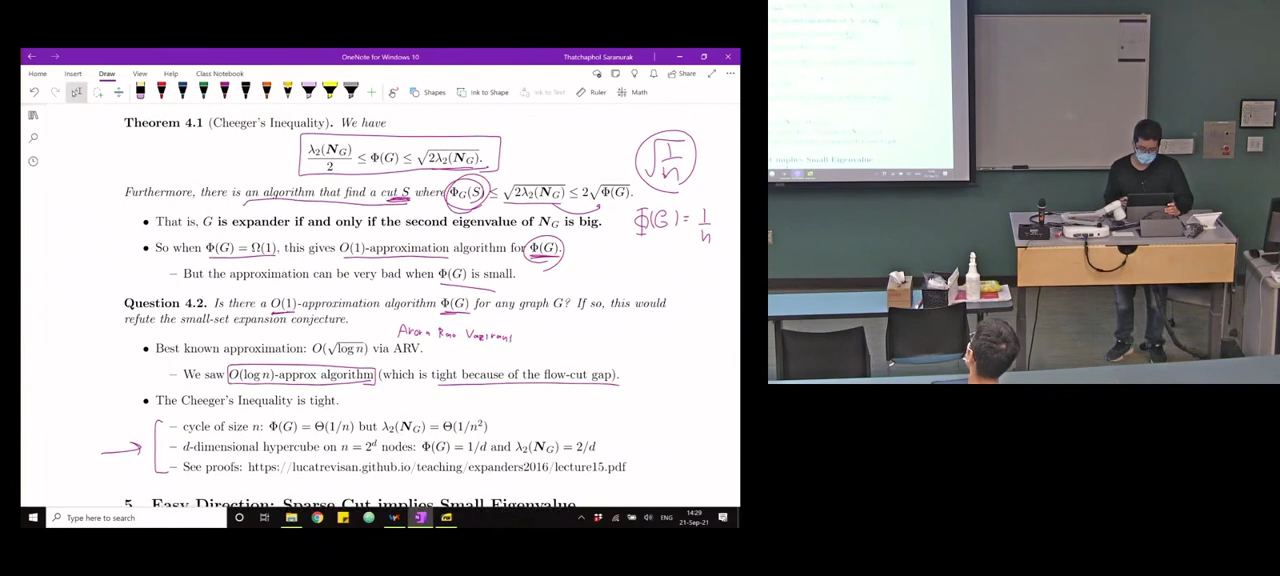 OneNote for Windows 10
Thatchaphol Saranurak
Home Insert Draw View Help Class Notebook
Share
Shapes Ink to Shape Ink to Text Ruler Math
Theorem 4.1 (Cheeger's Inequality). We have
λ₂(N_G)/2 ≤ Φ(G) ≤ √(2λ₂(N_G)).
√(1/n)
Furthermore, there is an algorithm that find a cut S where Φ_G(S) ≤ √(2λ₂(N_G)) ≤ 2√(Φ(G)).
Φ(G) = 1/n
• That is, G is expander if and only if the second eigenvalue of N_G is big.
• So when Φ(G) = Ω(1), this gives O(1)-approximation algorithm for Φ(G).
– But the approximation can be very bad when Φ(G) is small.
Question 4.2. Is there a O(1)-approximation algorithm Φ(G) for any graph G? If so, this would
refute the small-set expansion conjecture.
Arora Rao Vazirani
• Best known approximation: O(√log n) via ARV.
– We saw O(log n)-approx algorithm (which is tight because of the flow-cut gap).
• The Cheeger's Inequality is tight.
– cycle of size n: Φ(G) = Θ(1/n) but λ₂(N_G) = Θ(1/n²)
– d-dimensional hypercube on n = 2^d nodes: Φ(G) = 1/d and λ₂(N_G) = 2/d
– See proofs: https://lucatrevisan.github.io/teaching/expanders2016/lecture15.pdf
5 Easy Direction: Sparse Cut implies Small Eigenvalue
Type here to search
ENG
14:29
21-Sep-21